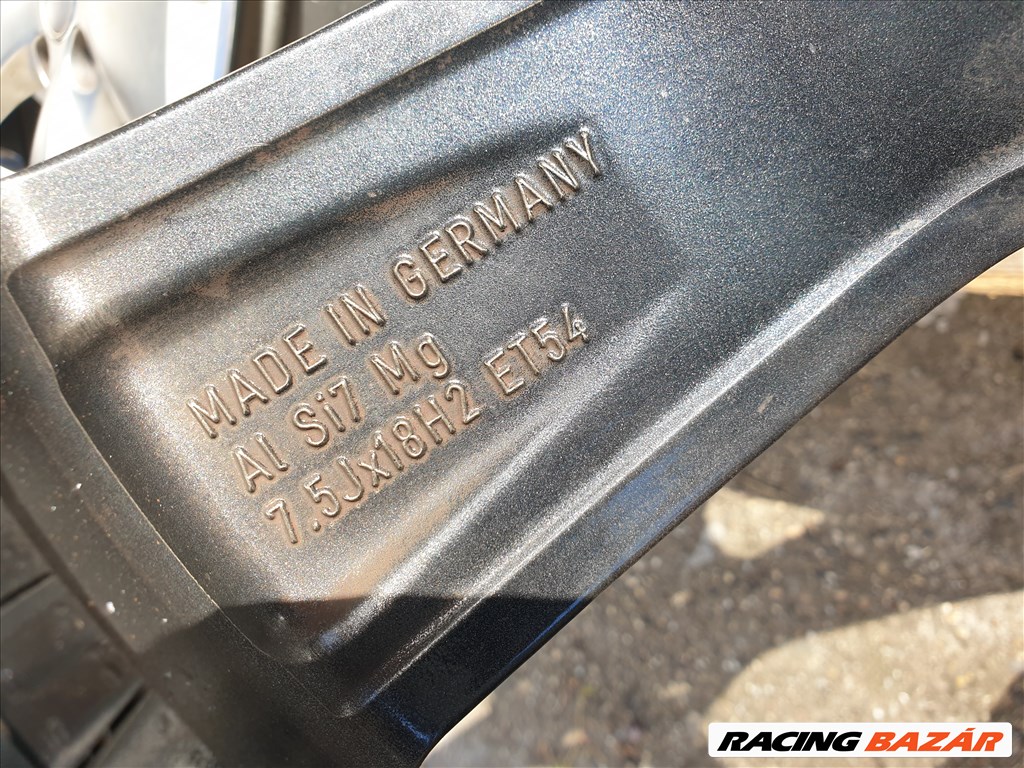 MADE IN GERMANY
Al Si7 Mg
7.5Jx18H2 ET54
RACING BAZÁR